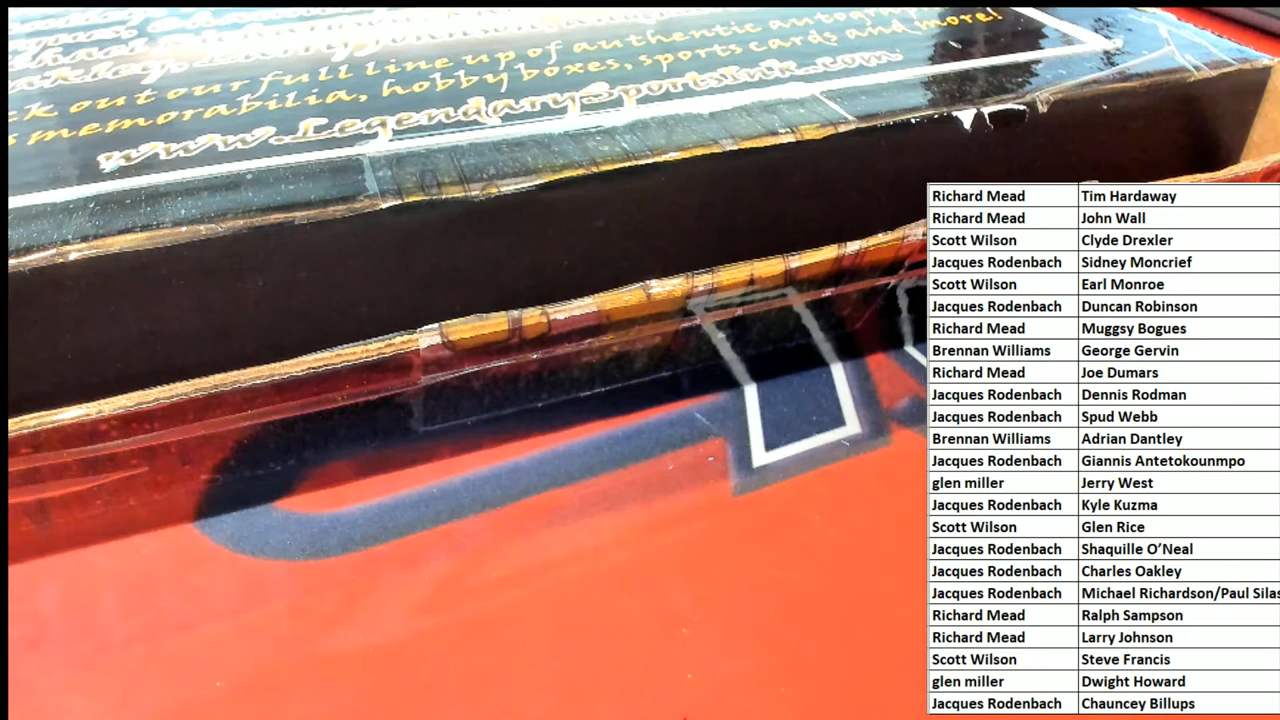 k out our full line up of authentic autograph
s memorabilia, hobby boxes, sports cards and more!
www.LegendarySportsInk.com
Richard Mead Tim Hardaway
Richard Mead John Wall
Scott Wilson Clyde Drexler
Jacques Rodenbach Sidney Moncrief
Scott Wilson Earl Monroe
Jacques Rodenbach Duncan Robinson
Richard Mead Muggsy Bogues
Brennan Williams George Gervin
Richard Mead Joe Dumars
Jacques Rodenbach Dennis Rodman
Jacques Rodenbach Spud Webb
Brennan Williams Adrian Dantley
Jacques Rodenbach Giannis Antetokounmpo
glen miller Jerry West
Jacques Rodenbach Kyle Kuzma
Scott Wilson Glen Rice
Jacques Rodenbach Shaquille O’Neal
Jacques Rodenbach Charles Oakley
Jacques Rodenbach Michael Richardson/Paul Silas
Richard Mead Ralph Sampson
Richard Mead Larry Johnson
Scott Wilson Steve Francis
glen miller Dwight Howard
Jacques Rodenbach Chauncey Billups